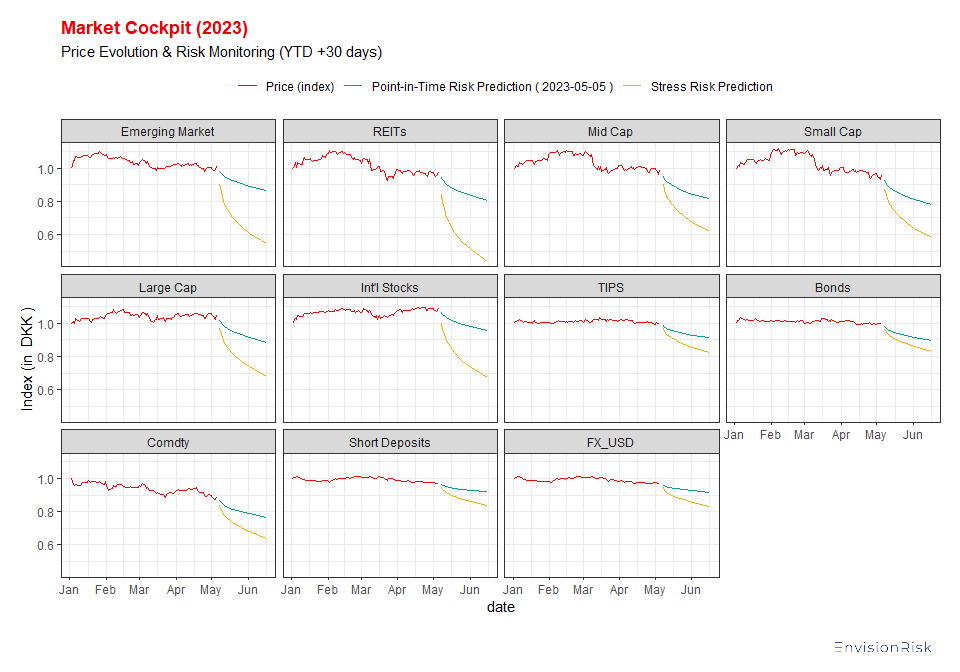 Market Cockpit (2023)
Price Evolution & Risk Monitoring (YTD +30 days)
Price (index) Point-in-Time Risk Prediction ( 2023-05-05 ) Stress Risk Prediction
Emerging Market REITs Mid Cap Small Cap
1.0
0.8
0.6
Large Cap Int'l Stocks TIPS Bonds
1.0
0.8
0.6
Index (in DKK )
Jan Feb Mar Apr May Jun
Comdty Short Deposits FX_USD
1.0
0.8
0.6
Jan Feb Mar Apr May Jun Jan Feb Mar Apr May Jun Jan Feb Mar Apr May Jun
date
EnvisionRisk